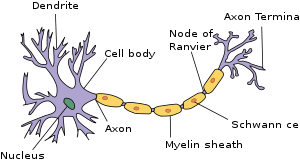 Dendrite
Axon Termina
Node of
Ranvier
Cell body
Axon
Schwann ce
Myelin sheath
Nucleus